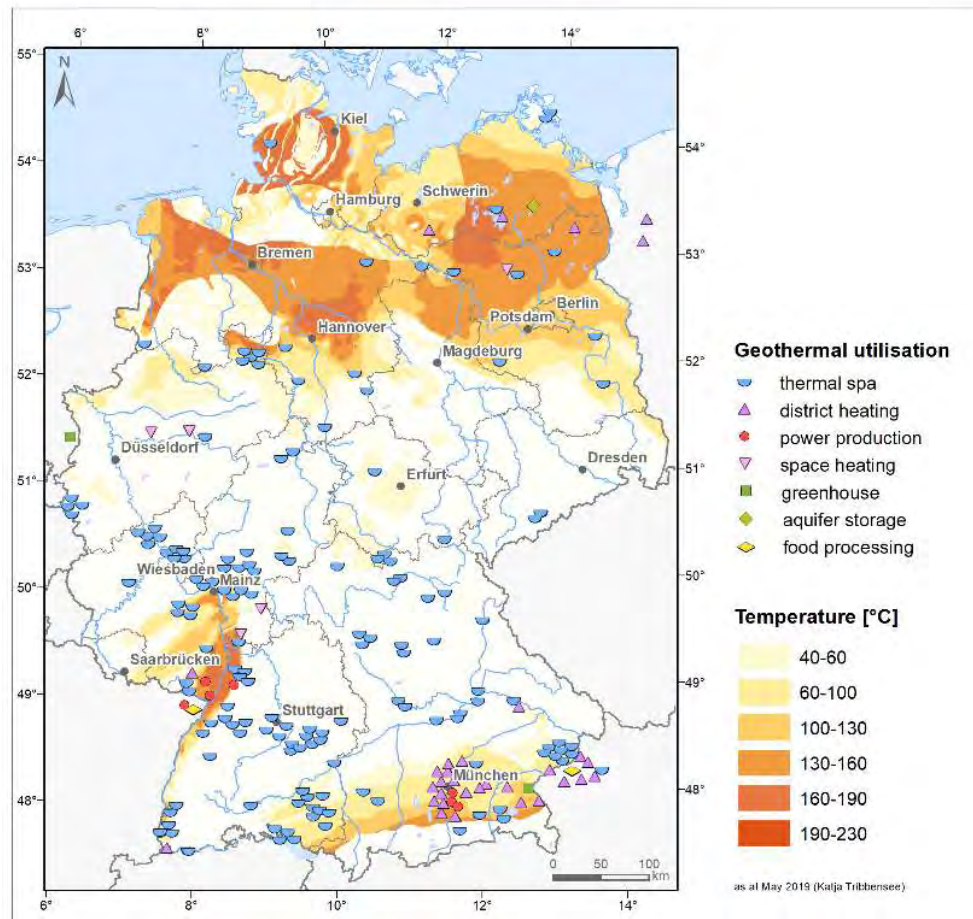 6° 8° 10° 12° 14°
55°
N
Kiel
54° 54°
Schwerin
Hamburg
Bremen
53° 53°
Berlin
Potsdam
Hannover
Magdeburg
52° 52°
Düsseldorf
Dresden
51° 51°
Erfurt
Wiesbaden
Mainz
50° 50°
Saarbrücken
49° 49°
Stuttgart
München
48° 48°
0 50 100
km
6° 8° 10° 12° 14°
Geothermal utilisation
thermal spa
district heating
power production
space heating
greenhouse
aquifer storage
food processing
Temperature [°C]
40-60
60-100
100-130
130-160
160-190
190-230
as at May 2019 (Katja Tribbensee)